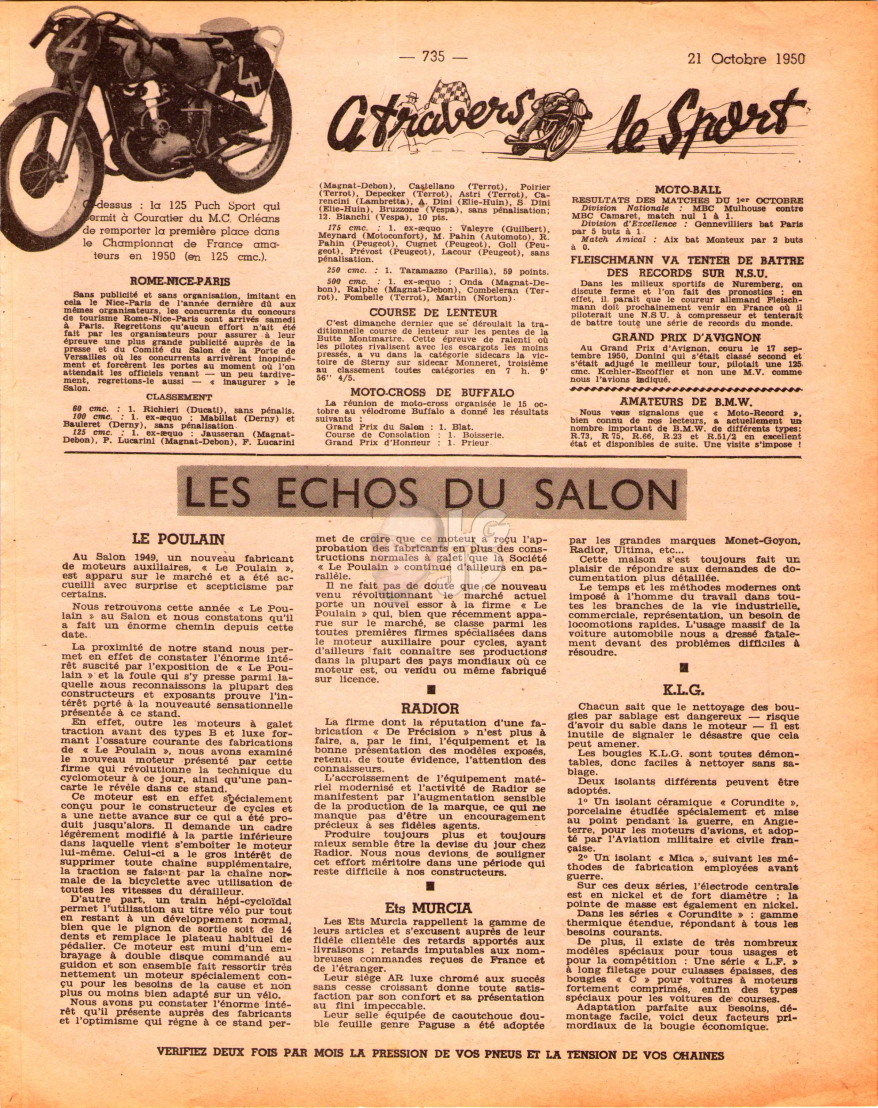 — 735 —
21 Octobre 1950
Atravers le Sport
4
4
Ci-dessus : la 125 Puch Sport qui
permit à Couratier du M.C. Orléans
de remporter la première place dans
le Championnat de France ama-
teurs en 1950 (en 125 cmc.).
ROME-NICE-PARIS
Sans publicité et sans organisation, imitant en
cela le Nice-Paris de l'année dernière dû aux
mêmes organisateurs, les concurrents du concours
de tourisme Rome-Nice-Paris sont arrivés samedi
à Paris. Regrettons qu'aucun effort n'ait été
fait par les organisateurs pour assurer à leur
épreuve une plus grande publicité auprès de la
presse et du Comité du Salon de la Porte de
Versailles où les concurrents arrivèrent inopiné-
ment et forcèrent les portes au moment où l'on
attendait les officiels venant — un peu tardive-
ment, regrettons-le aussi — « inaugurer » le
Salon.
CLASSEMENT
60 cmc. : 1. Richieri (Ducati), sans pénalis.
100 cmc. : 1. ex-æquo : Mabillat (Derny) et
Bauleret (Derny), sans pénalisation.
125 cmc. : 1. ex-æquo : Jausseran (Magnat-
Debon), P. Lucarini (Magnat-Debon), F. Lucarini
(Magnat-Debon), Castellano (Terrot), Poirier
(Terrot), Depecker (Terrot), Astri (Terrot), Ca-
rencini (Lambretta), A. Dini (Elie-Huin), S. Dini
(Elie-Huin), Bruzzone (Vespa), sans pénalisation;
12. Bianchi (Vespa), 10 pts.
175 cmc. : 1. ex-æquo : Valeyre (Guilbert),
Meynard (Motoconfort), M. Pahin (Automoto), R.
Pahin (Peugeot), Cugnet (Peugeot), Goll (Peu-
geot), Prévost (Peugeot), Lacour (Peugeot), sans
pénalisation.
250 cmc. : 1. Taramazzo (Parilla), 59 points.
500 cmc. : 1. ex-æquo : Onda (Magnat-De-
bon), Ralphe (Magnat-Debon), Combéleran (Ter-
rot), Fombelle (Terrot), Martin (Norton).
COURSE DE LENTEUR
C'est dimanche dernier que se déroulait la tra-
ditionnelle course de lenteur sur les pentes de la
Butte Montmartre. Cette épreuve de ralenti où
les pilotes rivalisent avec les escargots les moins
pressés, a vu dans la catégorie sidecars la vic-
toire de Sterny sur sidecar Monneret, troisième
au classement toutes catégories en 7 h. 9'
56" 4/5.
MOTO-CROSS DE BUFFALO
La réunion de moto-cross organisée le 15 oc-
tobre au vélodrome Buffalo a donné les résultats
suivants :
Grand Prix du Salon : 1. Blat.
Course de Consolation : 1. Boisserie.
Grand Prix d'Honneur : 1. Prieur
MOTO-BALL
RESULTATS DES MATCHES DU 1er OCTOBRE
Division Nationale : MBC Mulhouse contre
MBC Camaret, match nul 1 à 1.
Division d'Excellence : Gennevilliers bat Paris
par 5 buts à 1.
Match Amical : Aix bat Monteux par 2 buts
à 0.
FLEISCHMANN VA TENTER DE BATTRE
DES RECORDS SUR N.S.U.
Dans les milieux sportifs de Nuremberg, on
discute ferme et l'on fait des pronostics : en
effet, il paraît que le coureur allemand Fleisch-
mann doit prochainement venir en France où il
piloterait une N.S.U. à compresseur et tenterait
de battre toute une série de records du monde.
GRAND PRIX D'AVIGNON
Au Grand Prix d'Avignon, couru le 17 sep-
tembre 1950, Donini qui s'était classé second et
s'était adjugé le meilleur tour, pilotait une 125
cmc. Kœhler-Escoffier et non une M.V. comme
nous l'avions indiqué.
AMATEURS DE B.M.W.
Nous vous signalons que « Moto-Record »,
bien connu de nos lecteurs, a actuellement un
nombre important de B.M.W. de différents types:
R.73, R.75, R.66, R.23 et R.51/2 en excellent
état et disponibles de suite. Une visite s'impose !
LES ECHOS DU SALON
LE POULAIN
Au Salon 1949, un nouveau fabricant
de moteurs auxiliaires, « Le Poulain »,
est apparu sur le marché et a été ac-
cueilli avec surprise et scepticisme par
certains.
Nous retrouvons cette année « Le Pou-
lain » au Salon et nous constatons qu'il
a fait un énorme chemin depuis cette
date.
La proximité de notre stand nous per-
met en effet de constater l'énorme inté-
rêt suscité par l'exposition de « Le Pou-
lain » et la foule qui s'y presse parmi la-
quelle nous reconnaissons la plupart des
constructeurs et exposants prouve l'in-
térêt porté à la nouveauté sensationnelle
présentée à ce stand.
En effet, outre les moteurs à galet
traction avant des types B et luxe for-
mant l'ossature courante des fabrications
de « Le Poulain », nous avons examiné
le nouveau moteur présenté par cette
firme qui révolutionne la technique du
cyclomoteur à ce jour, ainsi qu'une pan-
carte le révèle dans ce stand.
Ce moteur est en effet spécialement
conçu pour le constructeur de cycles et
a une nette avance sur ce qui a été pro-
duit jusqu'alors. Il demande un cadre
légèrement modifié à la partie inférieure
dans laquelle vient s'emboîter le moteur
lui-même. Celui-ci a le gros intérêt de
supprimer toute chaîne supplémentaire,
la traction se faisant par la chaîne nor-
male de la bicyclette avec utilisation de
toutes les vitesses du dérailleur.
D'autre part, un train hépi-cycloïdal
permet l'utilisation au titre vélo pur tout
en restant à un développement normal,
bien que le pignon de sortie soit de 14
dents et remplace le plateau habituel de
pédalier. Ce moteur est muni d'un em-
brayage à double disque commandé au
guidon et son ensemble fait ressortir très
nettement un moteur spécialement con-
çu pour les besoins de la cause et non
plus ou moins bien adapté sur un vélo.
Nous avons pu constater l'énorme inté-
rêt qu'il présente auprès des fabricants
et l'optimisme qui règne à ce stand per-
met de croire que ce moteur a reçu l'ap-
probation des fabricants en plus des cons-
tructions normales à galet que la Société
« Le Poulain » continue d'ailleurs en pa-
rallèle.
Il ne fait pas de doute que ce nouveau
venu révolutionnant le marché actuel
porte un nouvel essor à la firme « Le
Poulain » qui, bien que récemment appa-
rue sur le marché, se classe parmi les
toutes premières firmes spécialisées dans
le moteur auxiliaire pour cycles, ayant
d'ailleurs fait connaître ses productions
dans la plupart des pays mondiaux où ce
moteur est, ou vendu ou même fabriqué
sur licence.
RADIOR
La firme dont la réputation d'une fa-
brication « De Précision » n'est plus à
faire, a, par le fini, l'équipement et la
bonne présentation des modèles exposés,
retenu, de toute évidence, l'attention des
connaisseurs.
L'accroissement de l'équipement maté-
riel modernisé et l'activité de Radior se
manifestent par l'augmentation sensible
de la production de la marque, ce qui ne
manque pas d'être un encouragement
précieux à ses fidèles agents.
Produire toujours plus et toujours
mieux semble être la devise du jour chez
Radior. Nous nous devions de souligner
cet effort méritoire dans une période qui
reste difficile à nos constructeurs.
Ets MURCIA
Les Ets Murcia rappellent la gamme de
leurs articles et s'excusent auprès de leur
fidèle clientèle des retards apportés aux
livraisons ; retards imputables aux nom-
breuses commandes reçues de France et
de l'étranger.
Leur siège AR luxe chromé aux succès
sans cesse croissant donne toute satis-
faction par son confort et sa présentation
au fini impeccable.
Leur selle équipée de caoutchouc dou-
ble feuille genre Paguse a été adoptée
par les grandes marques Monet-Goyon,
Radior, Ultima, etc...
Cette maison s'est toujours fait un
plaisir de répondre aux demandes de do-
cumentation plus détaillée.
Le temps et les méthodes modernes ont
imposé à l'homme du travail dans tou-
tes les branches de la vie industrielle,
commerciale, représentation, un besoin de
locomotions rapides. L'usage massif de la
voiture automobile nous a dressé fatale-
ment devant des problèmes difficiles à
résoudre.
K.L.G.
Chacun sait que le nettoyage des bou-
gies par sablage est dangereux — risque
d'avoir du sable dans le moteur — il est
inutile de signaler le désastre que cela
peut amener.
Les bougies K.L.G. sont toutes démon-
tables, donc faciles à nettoyer sans sa-
blage.
Deux isolants différents peuvent être
adoptés.
1° Un isolant céramique « Corundite »,
porcelaine étudiée spécialement et mise
au point pendant la guerre, en Angle-
terre, pour les moteurs d'avions, et adop-
té par l'Aviation militaire et civile fran-
çaise.
2° Un isolant « Mica », suivant les mé-
thodes de fabrication employées avant
guerre.
Sur ces deux séries, l'électrode centrale
est en nickel et de fort diamètre ; la
pointe de masse est également en nickel.
Dans les séries « Corundite » : gamme
thermique étendue, répondant à tous les
besoins courants.
De plus, il existe de très nombreux
modèles spéciaux pour tous usages et
pour la compétition : Une série « L.F. »
à long filetage pour culasses épaisses, des
bougies « C » pour voitures à moteurs
fortement comprimés, enfin des types
spéciaux pour les voitures de courses.
Adaptation parfaite aux besoins, dé-
montage facile, voici deux facteurs pri-
mordiaux de la bougie économique.
VERIFIEZ DEUX FOIS PAR MOIS LA PRESSION DE VOS PNEUS ET LA TENSION DE VOS CHAINES